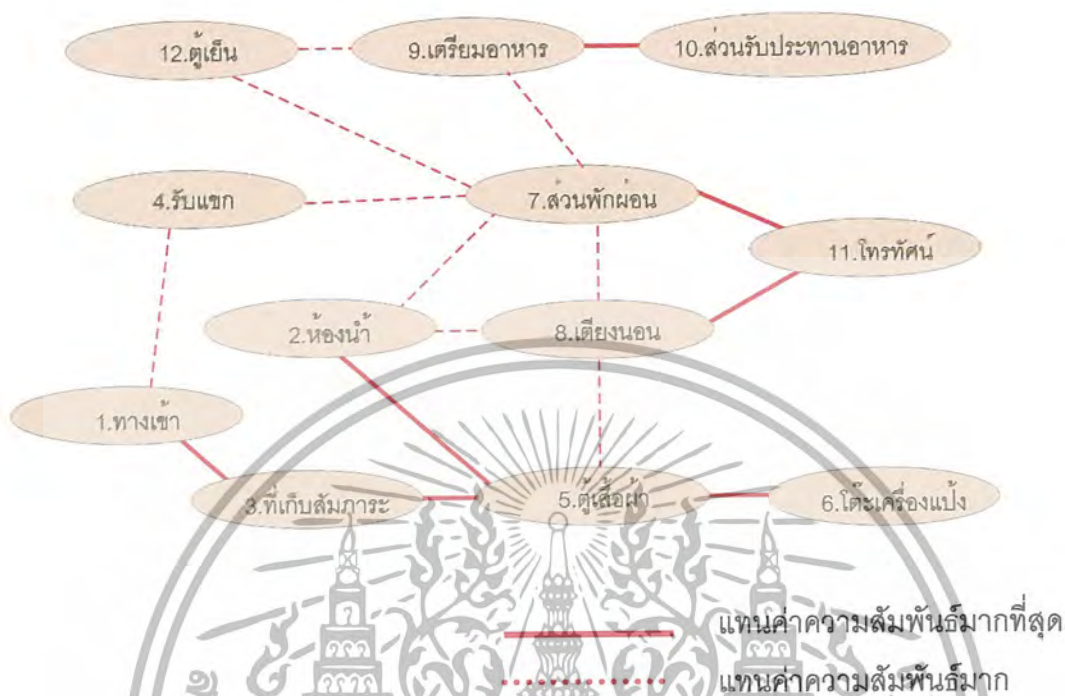 12.ตู้เย็น
9.เตรียมอาหาร
10.ส่วนรับประทานอาหาร
4.รับแขก
7.ส่วนพักผ่อน
11.โทรทัศน์
2.ห้องน้ำ
8.เตียงนอน
1.ทางเข้า
3.ที่เก็บสัมภาระ
5.ตู้เสื้อผ้า
6.โต๊ะเครื่องแป้ง
แทนค่าความสัมพันธ์มากที่สุด
แทนค่าความสัมพันธ์มาก